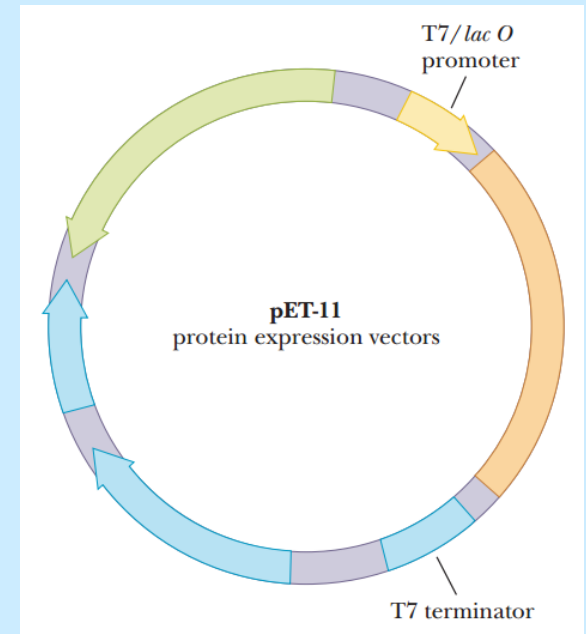 T7/lac O
promoter
pET-11
protein expression vectors
T7 terminator